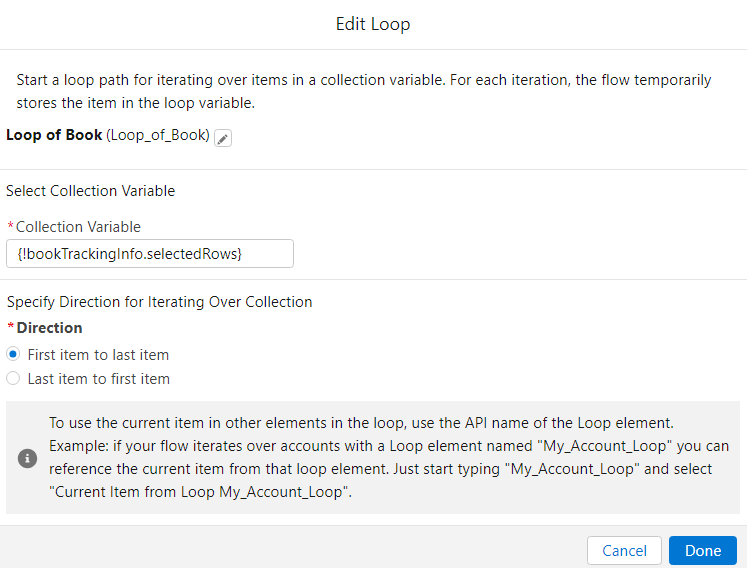 Edit Loop
Start a loop path for iterating over items in a collection variable. For each iteration, the flow temporarily
stores the item in the loop variable.
Loop of Book (Loop_of_Book)
Select Collection Variable
*Collection Variable
{!bookTrackingInfo.selectedRows}
Specify Direction for Iterating Over Collection
*Direction
First item to last item
Last item to first item
To use the current item in other elements in the loop, use the API name of the Loop element.
Example: if your flow iterates over accounts with a Loop element named "My_Account_Loop" you can
reference the current item from that loop element. Just start typing "My_Account_Loop" and select
"Current Item from Loop My_Account_Loop".
Cancel
Done